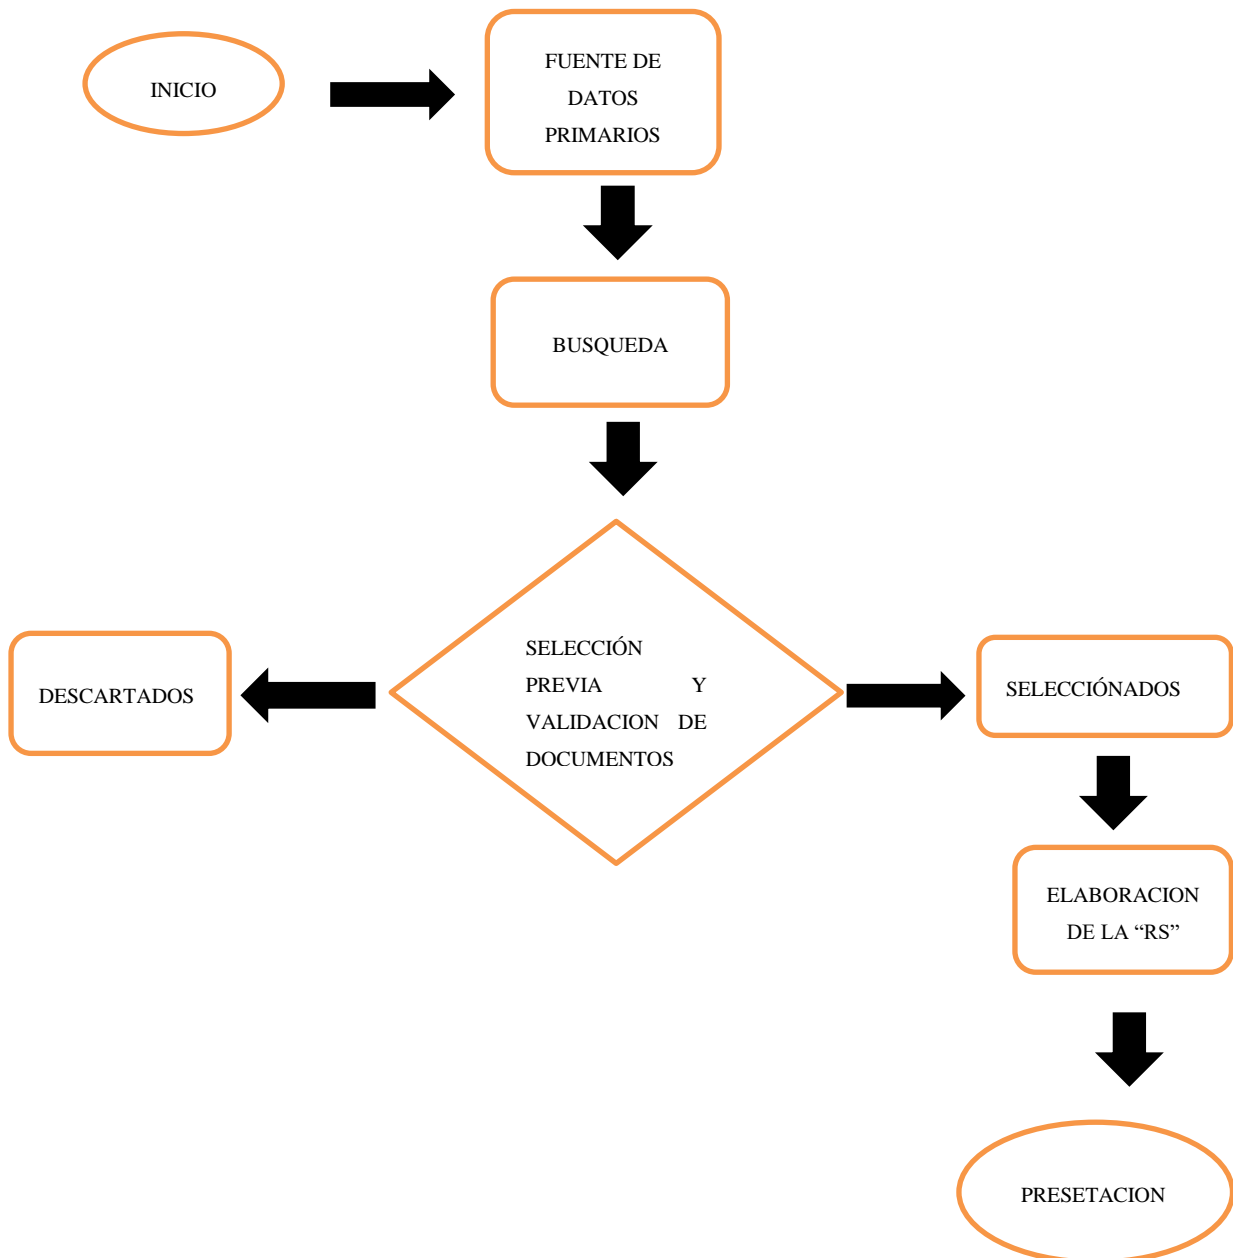 INICIO
FUENTE DE
DATOS
PRIMARIOS
BUSQUEDA
SELECCIÓN
PREVIA Y
VALIDACION DE
DOCUMENTOS
DESCARTADOS
SELECCIÓNADOS
ELABORACION
DE LA “RS”
PRESETACION